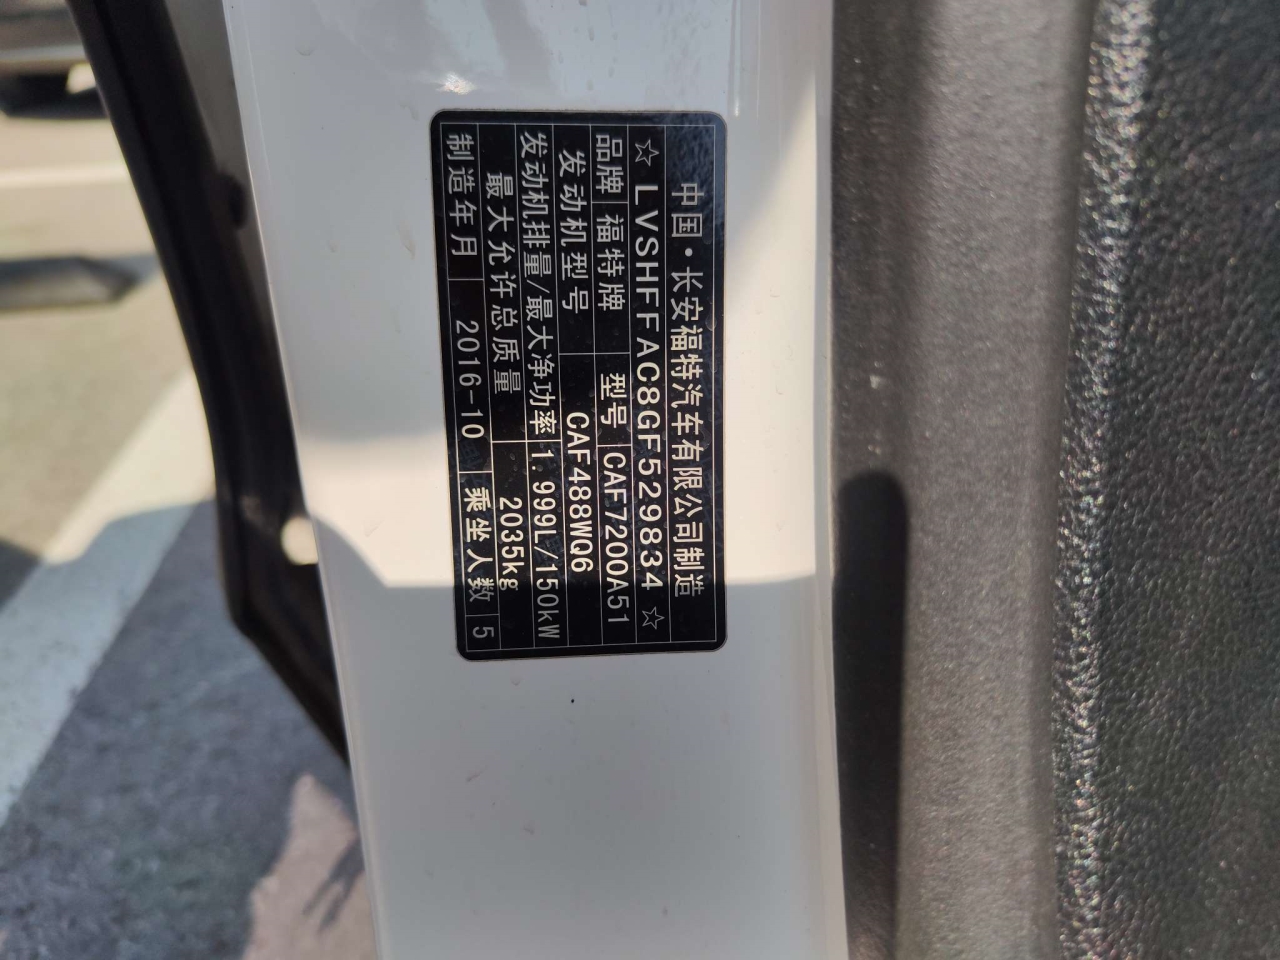 中国·长安福特汽车有限公司制造
☆LVSHFFAC8GF529834☆
品牌 福特牌 型号 CAF7200A51
发动机型号 CAF488WQ6
发动机排量/最大净功率 1.999L/150kW
最大允许总质量 2035kg
制造年月 2016-10 乘坐人数 5